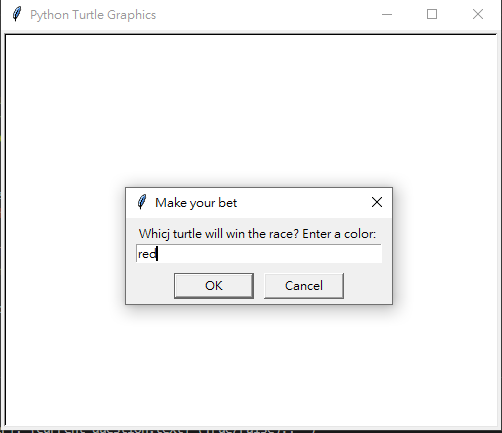 Python Turtle Graphics
Make your bet
Whicj turtle will win the race? Enter a color:
red
OK
Cancel